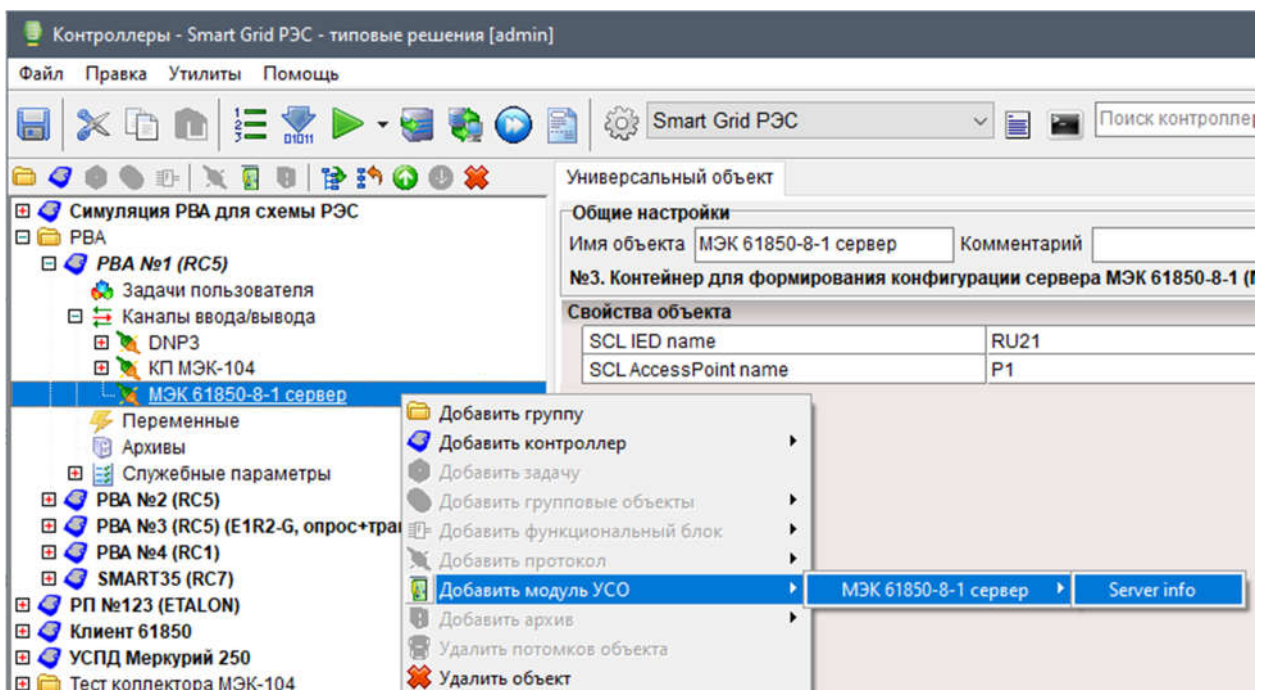 Контроллеры - Smart Grid РЭС - типовые решения [admin]
Файл Правка Утилиты Помощь
Smart Grid РЭС
Поиск контроллер
Универсальный объект
Общие настройки
Имя объекта МЭК 61850-8-1 сервер Комментарий
№3. Контейнер для формирования конфигурации сервера МЭК 61850-8-1 (
Свойства объекта
SCL IED name RU21
SCL AccessPoint name P1
Симуляция РВА для схемы РЭС
РВА
РВА №1 (RC5)
Задачи пользователя
Каналы ввода/вывода
DNP3
КП МЭК-104
МЭК 61850-8-1 сервер
Переменные
Архивы
Служебные параметры
РВА №2 (RC5)
РВА №3 (RC5) (E1R2-G, опрос+тра
РВА №4 (RC1)
SMART35 (RC7)
РП №123 (ETALON)
Клиент 61850
УСПД Меркурий 250
Тест коллектора МЭК-104
Добавить группу
Добавить контроллер
Добавить задачу
Добавить групповые объекты
Добавить функциональный блок
Добавить протокол
Добавить модуль УСО
Добавить архив
Удалить потомков объекта
Удалить объект
МЭК 61850-8-1 сервер
Server info